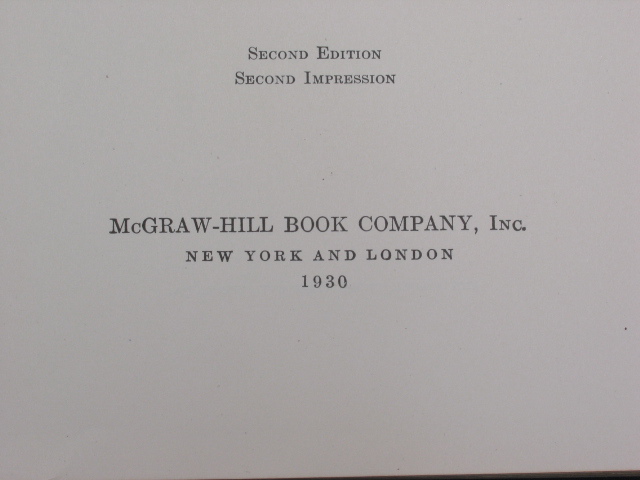 Second Edition
Second Impression
McGRAW-HILL BOOK COMPANY, Inc.
NEW YORK AND LONDON
1930